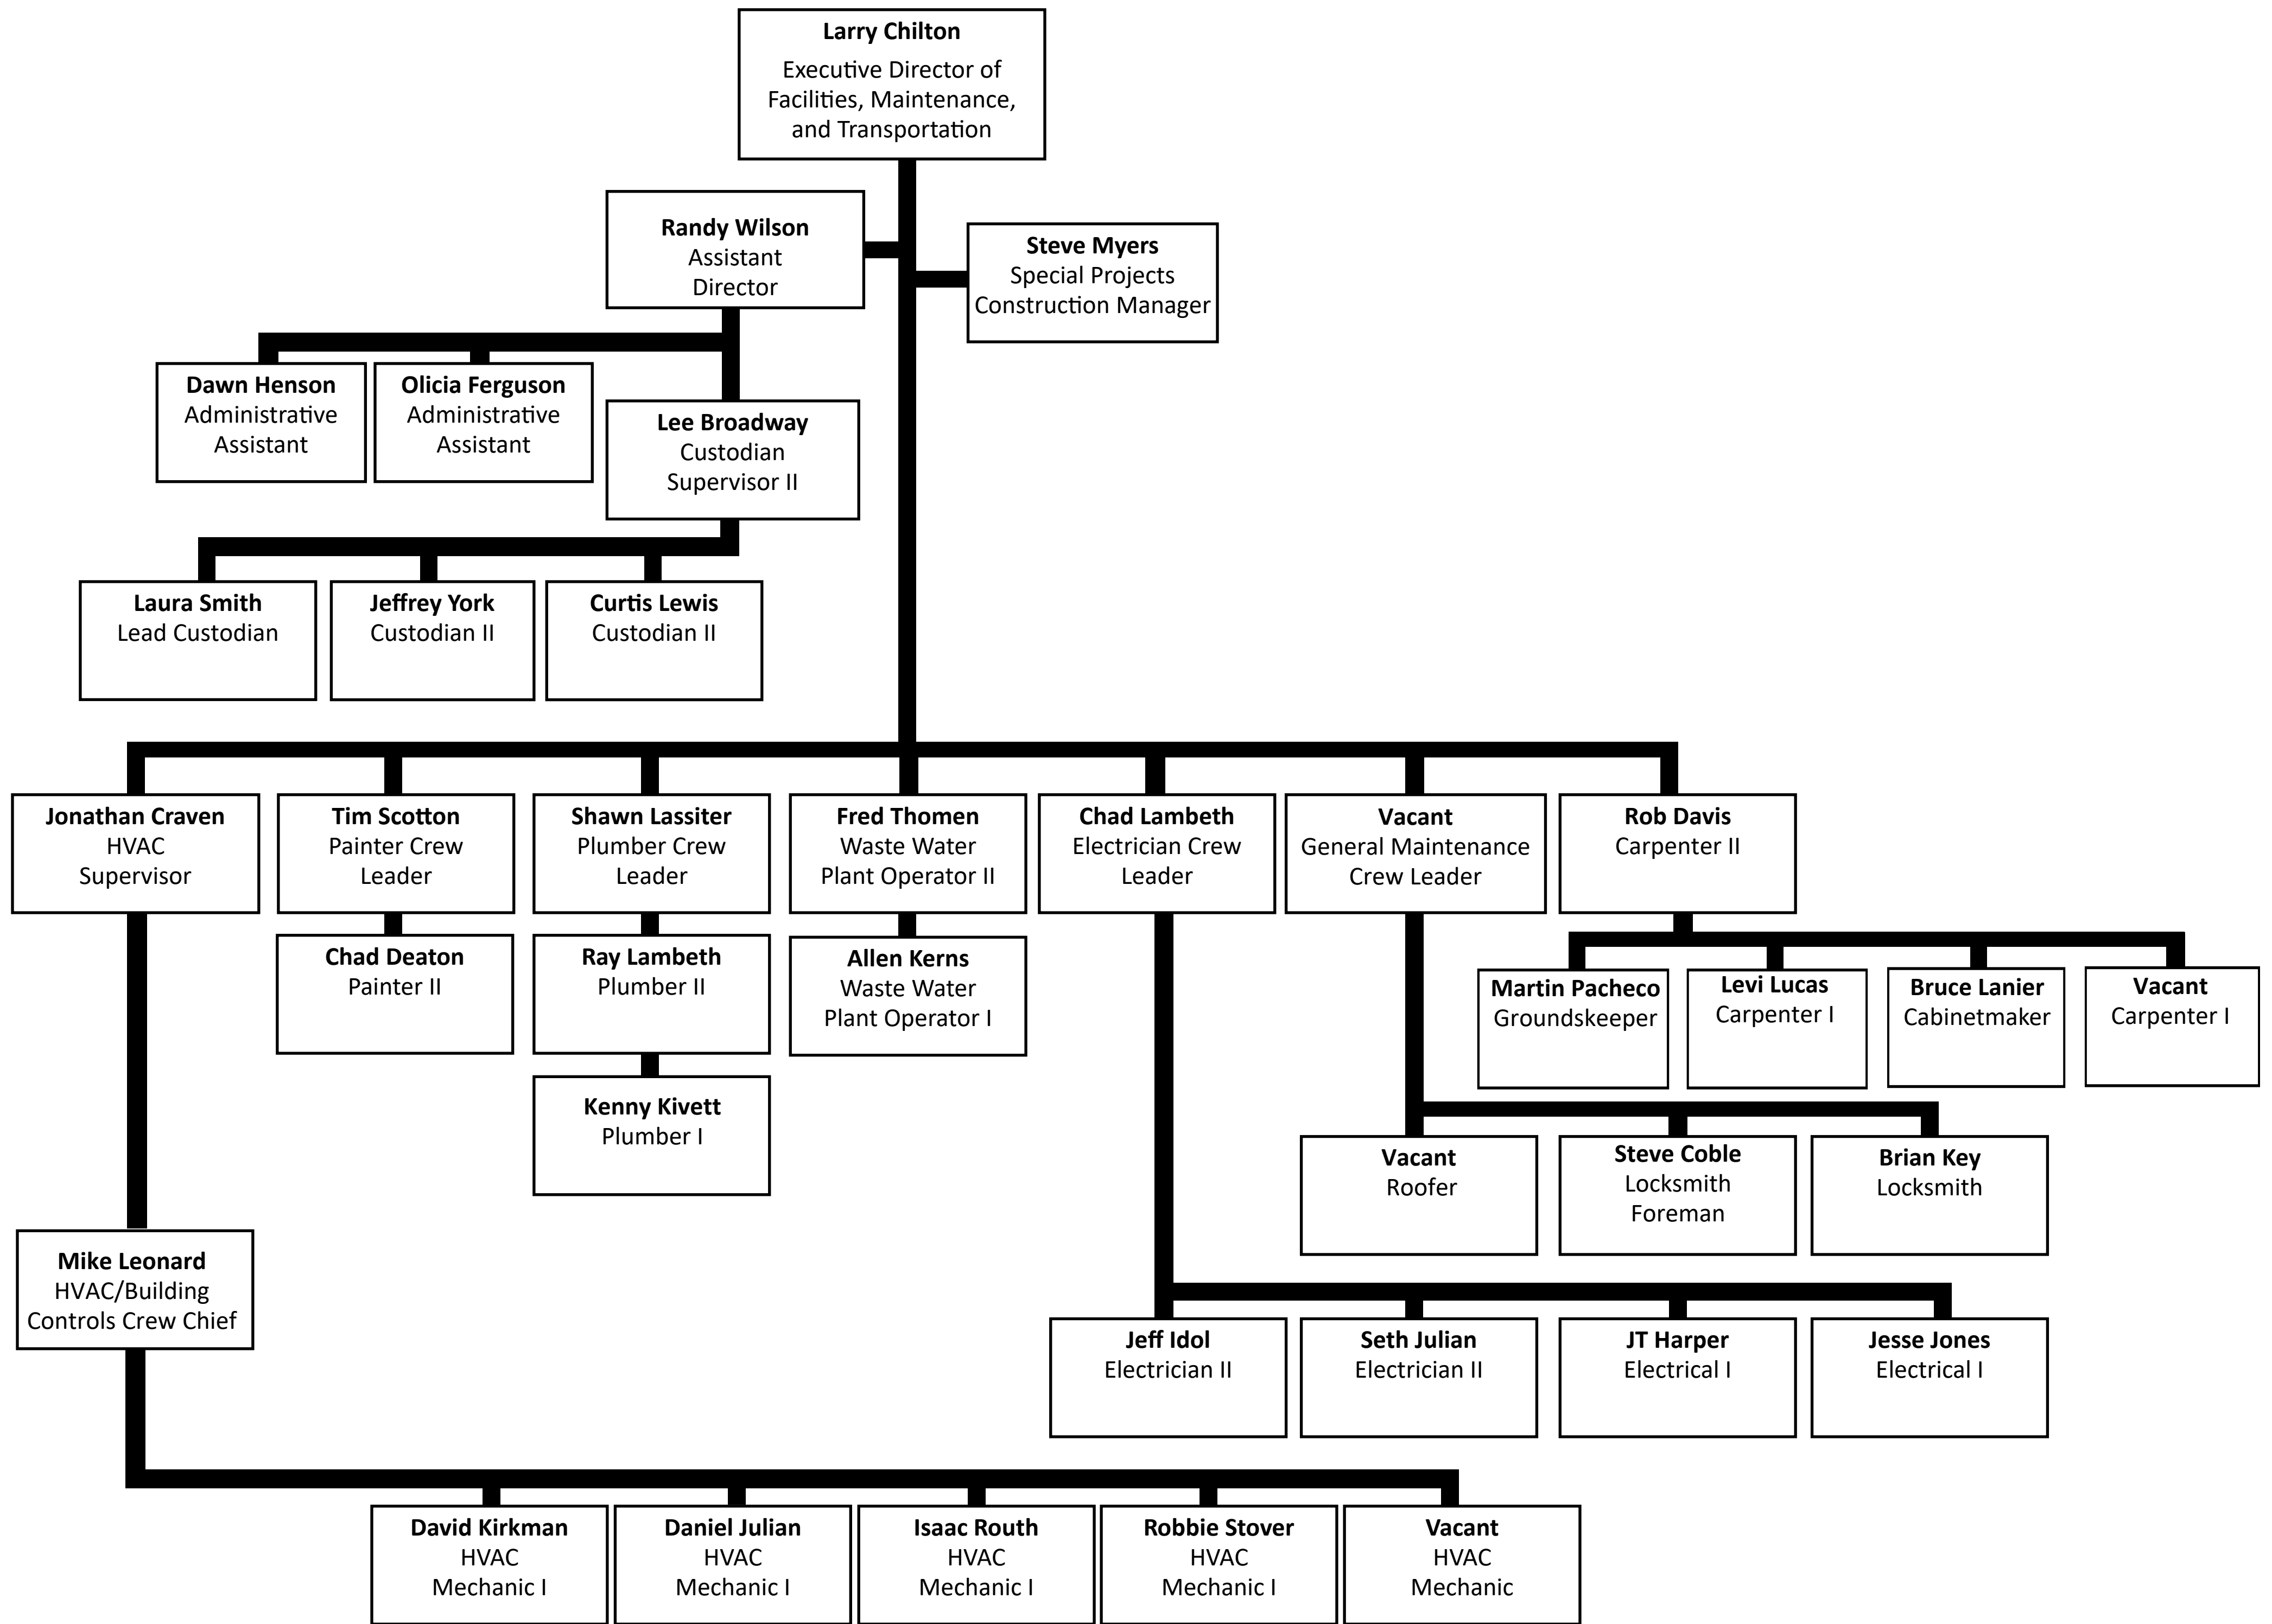 Larry Chilton
Executive Director of
Facilities, Maintenance,
and Transportation
Randy Wilson
Assistant
Director
Steve Myers
Special Projects
Construction Manager
Dawn Henson
Administrative
Assistant
Olicia Ferguson
Administrative
Assistant
Lee Broadway
Custodian
Supervisor II
Laura Smith
Lead Custodian
Jeffrey York
Custodian II
Curtis Lewis
Custodian II
Jonathan Craven
HVAC
Supervisor
Tim Scotton
Painter Crew
Leader
Shawn Lassiter
Plumber Crew
Leader
Fred Thomen
Waste Water
Plant Operator II
Chad Lambeth
Electrician Crew
Leader
Vacant
General Maintenance
Crew Leader
Rob Davis
Carpenter II
Chad Deaton
Painter II
Ray Lambeth
Plumber II
Allen Kerns
Waste Water
Plant Operator I
Martin Pacheco
Groundskeeper
Levi Lucas
Carpenter I
Bruce Lanier
Cabinetmaker
Vacant
Carpenter I
Kenny Kivett
Plumber I
Vacant
Roofer
Steve Coble
Locksmith
Foreman
Brian Key
Locksmith
Mike Leonard
HVAC/Building
Controls Crew Chief
Jeff Idol
Electrician II
Seth Julian
Electrician II
JT Harper
Electrical I
Jesse Jones
Electrical I
David Kirkman
HVAC
Mechanic I
Daniel Julian
HVAC
Mechanic I
Isaac Routh
HVAC
Mechanic I
Robbie Stover
HVAC
Mechanic I
Vacant
HVAC
Mechanic